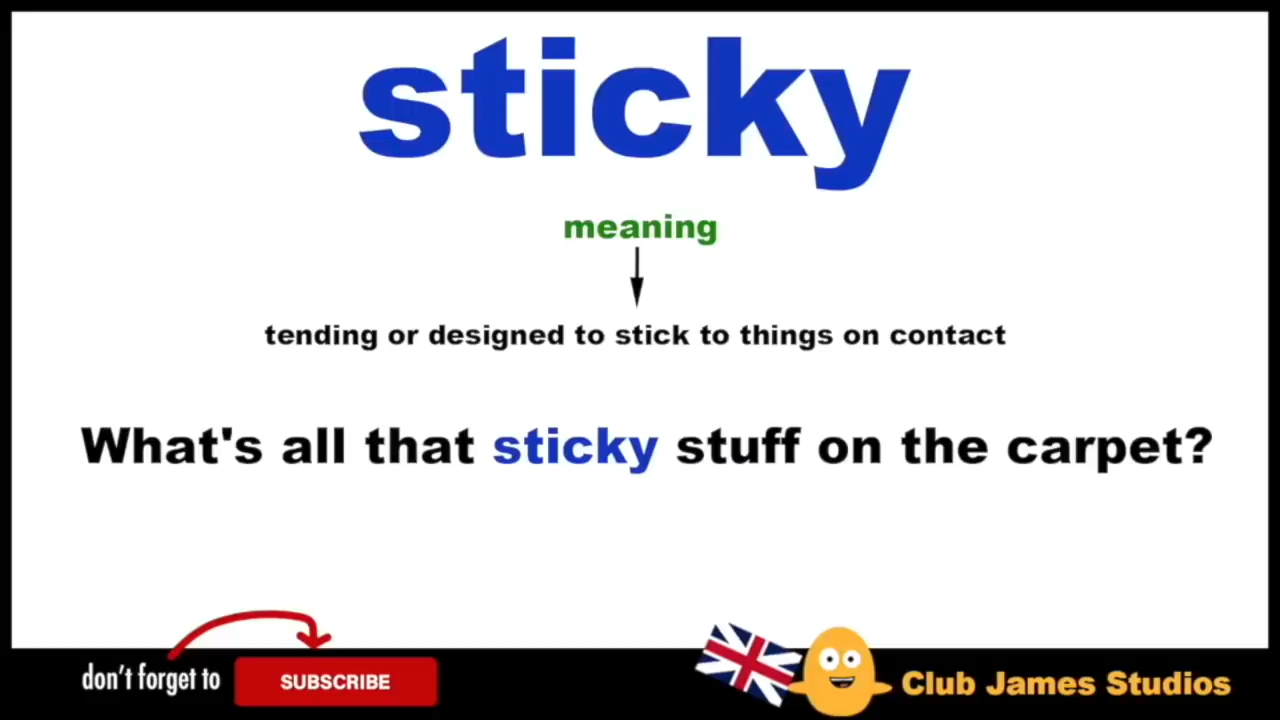 sticky
meaning
tending or designed to stick to things on contact
What's all that sticky stuff on the carpet?
don't forget to
SUBSCRIBE
Club James Studios